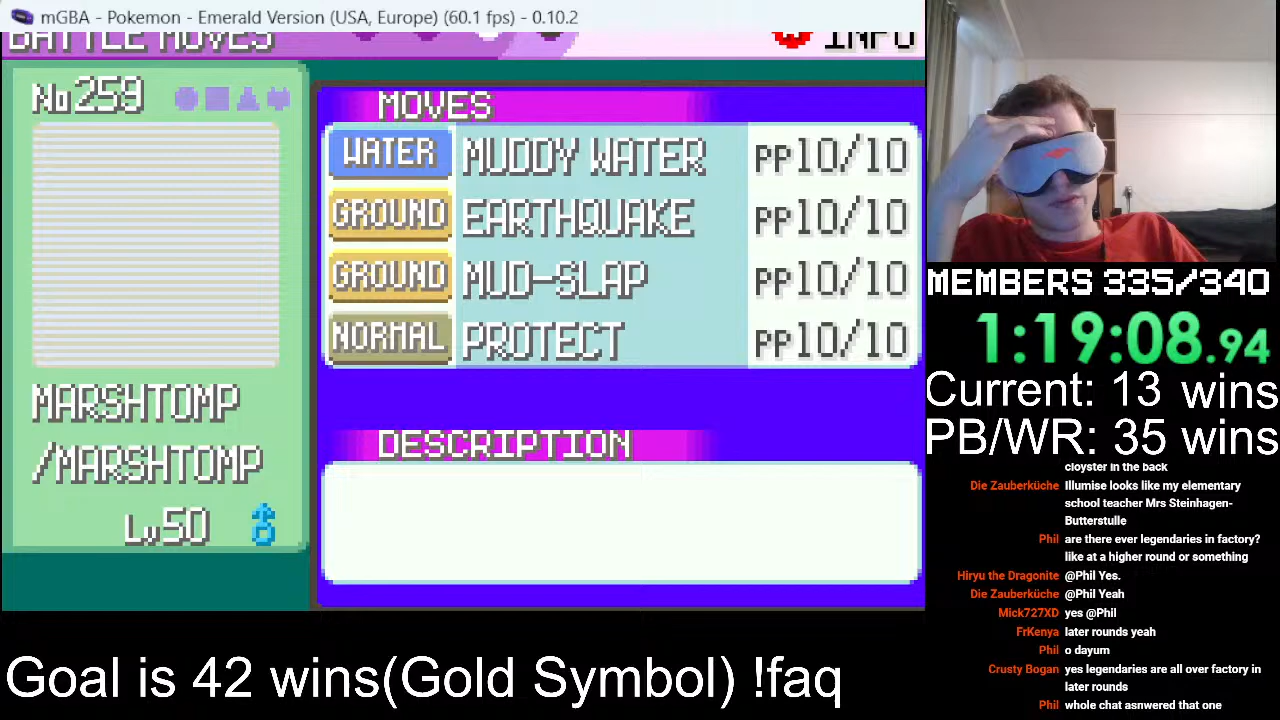 mGBA - Pokemon - Emerald Version (USA, Europe) (60.1 fps) - 0.10.2
BATTLE MOVES
INFO
No259
MOVES
WATER MUDDY WATER PP10/10
GROUND EARTHQUAKE PP10/10
GROUND MUD-SLAP PP10/10
NORMAL PROTECT PP10/10
MARSHTOMP
/MARSHTOMP
Lv50 ♂
DESCRIPTION
MEMBERS 335/340
1:19:08.94
Current: 13 wins
PB/WR: 35 wins
cloyster in the back
Die Zauberküche Illumise looks like my elementary
school teacher Mrs Steinhagen-
Butterstulle
Phil are there ever legendaries in factory?
like at a higher round or something
Hiryu the Dragonite @Phil Yes.
Die Zauberküche @Phil Yeah
Mick727XD yes @Phil
FrKenya later rounds yeah
Phil o dayum
Crusty Bogan yes legendaries are all over factory in
later rounds
Phil whole chat asnwered that one
Goal is 42 wins(Gold Symbol) !faq